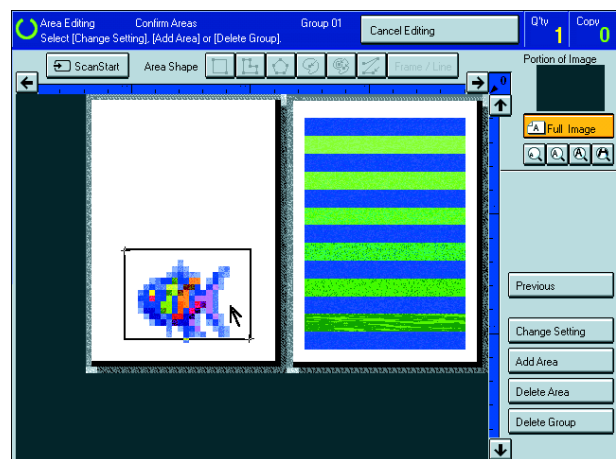 Area Editing Confirm Areas Group 01
Select [Change Setting], [Add Area] or [Delete Group].
Cancel Editing
Q'ty 1
Copy 0
ScanStart
Area Shape
Frame / Line
0
Portion of Image
A Full Image
A A
Previous
Change Setting
Add Area
Delete Area
Delete Group